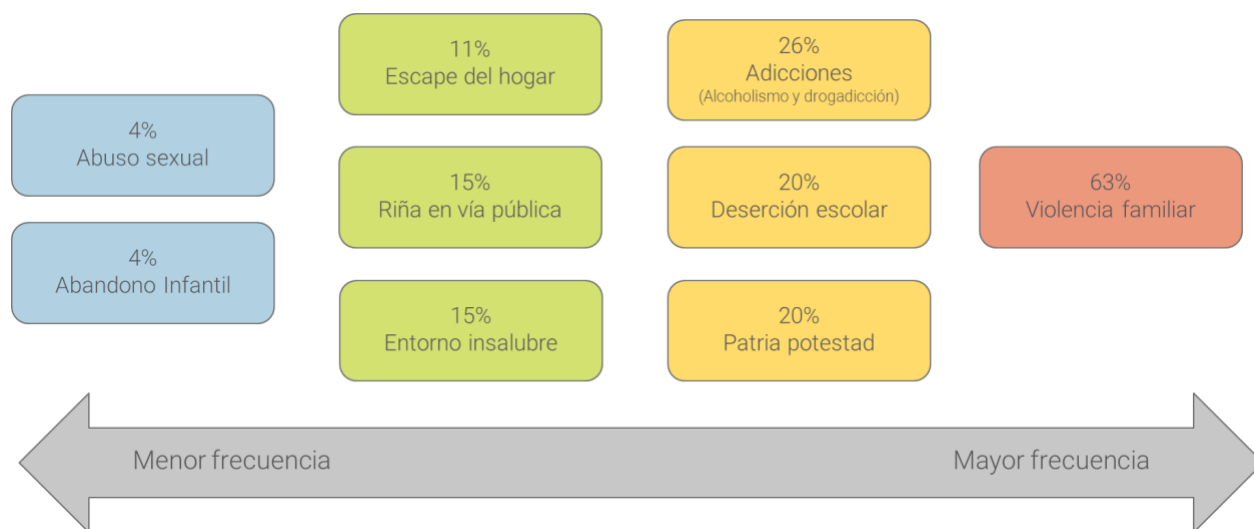 4%
Abuso sexual
4%
Abandono Infantil
11%
Escape del hogar
15%
Riña en vía pública
15%
Entorno insalubre
26%
Adicciones
(Alcoholismo y drogadicción)
20%
Deserción escolar
20%
Patria potestad
63%
Violencia familiar
Menor frecuencia
Mayor frecuencia